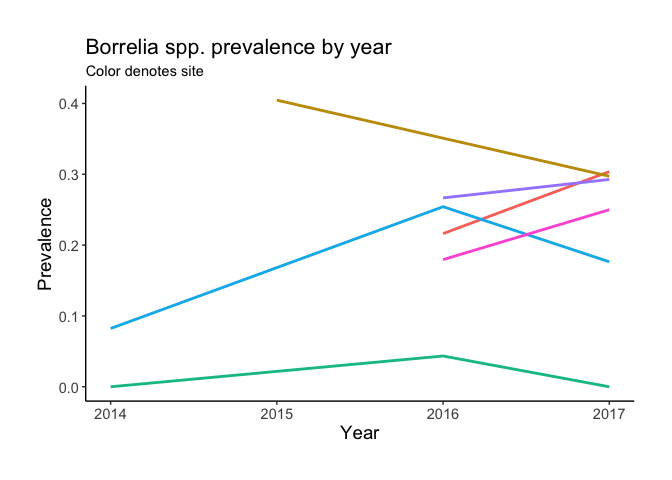 Borrelia spp. prevalence by year
Color denotes site
0.4
0.3
0.2
0.1
0.0
Prevalence
2014 2015 2016 2017
Year